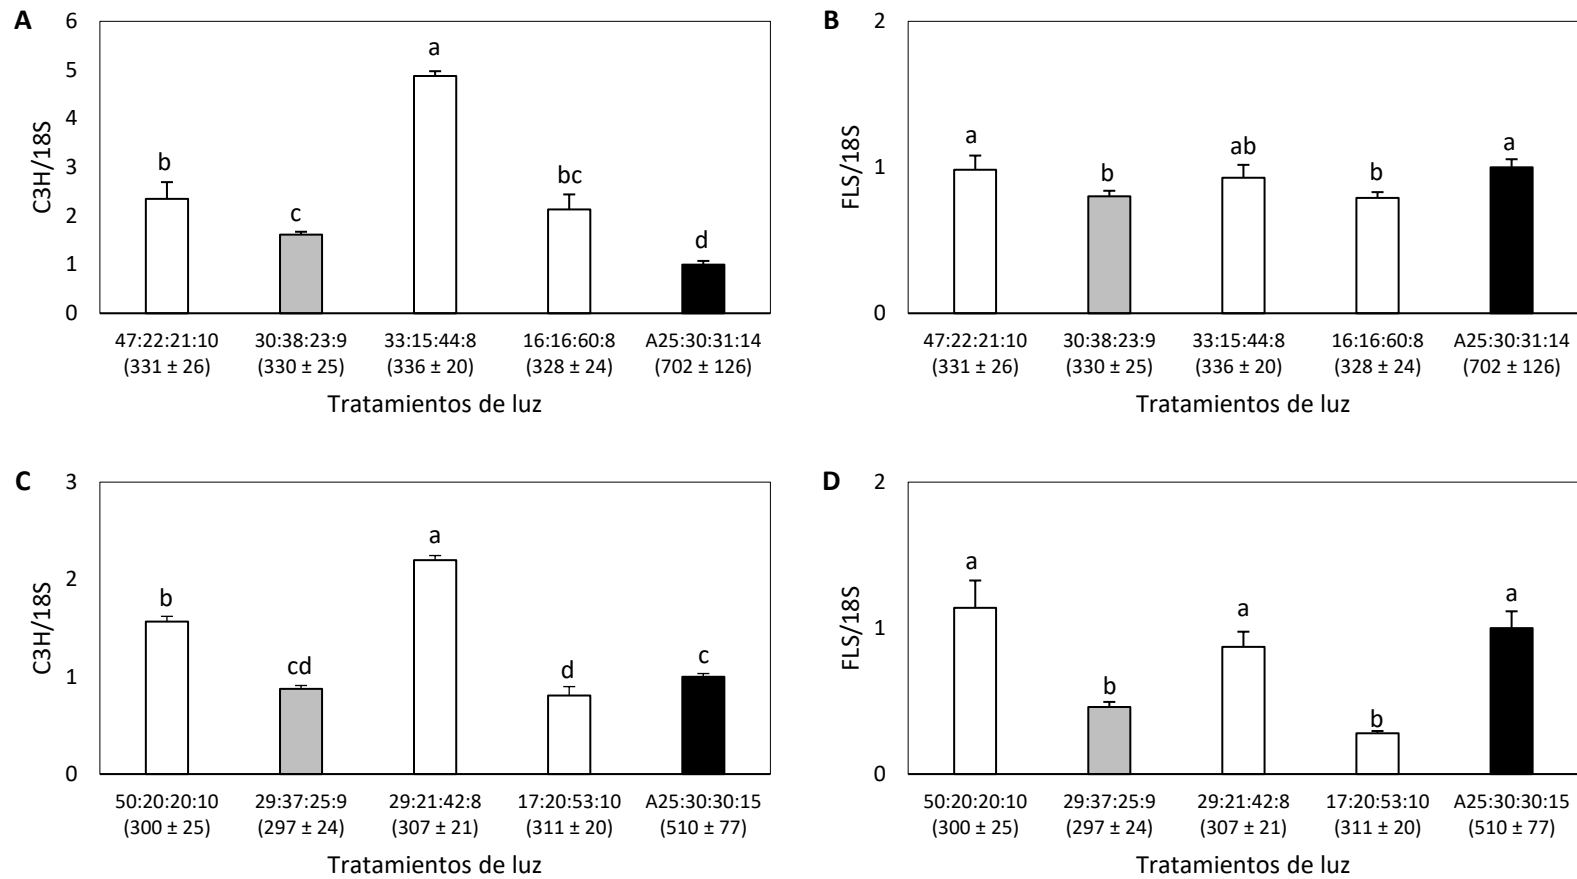 A
C3H/18S
6
5
4
3
2
1
0
b
c
a
bc
d
47:22:21:10 30:38:23:9 33:15:44:8 16:16:60:8 A25:30:31:14
(331 ± 26) (330 ± 25) (336 ± 20) (328 ± 24) (702 ± 126)
Tratamientos de luz
B
FLS/18S
2
1
0
a
b
ab
b
a
47:22:21:10 30:38:23:9 33:15:44:8 16:16:60:8 A25:30:31:14
(331 ± 26) (330 ± 25) (336 ± 20) (328 ± 24) (702 ± 126)
Tratamientos de luz
C
C3H/18S
3
2
1
0
b
cd
a
d
c
50:20:20:10 29:37:25:9 29:21:42:8 17:20:53:10 A25:30:30:15
(300 ± 25) (297 ± 24) (307 ± 21) (311 ± 20) (510 ± 77)
Tratamientos de luz
D
FLS/18S
2
1
0
a
b
a
b
a
50:20:20:10 29:37:25:9 29:21:42:8 17:20:53:10 A25:30:30:15
(300 ± 25) (297 ± 24) (307 ± 21) (311 ± 20) (510 ± 77)
Tratamientos de luz